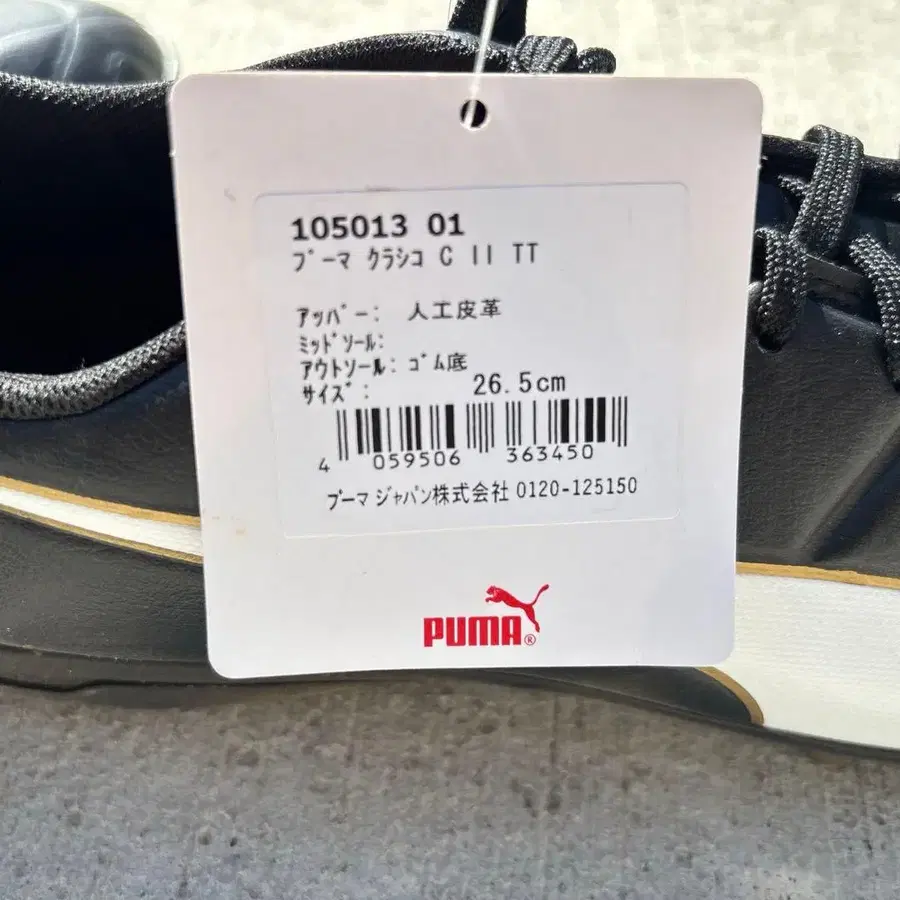 105013 01
ﾌﾟｰﾏ ｸﾗｼｺ C II TT
ｱｯﾊﾟｰ: 人工皮革
ﾐｯﾄﾞｿｰﾙ:
ｱｳﾄｿｰﾙ: ｺﾞﾑ底
ｻｲｽﾞ: 26.5cm
4 059506 363450
ﾌﾟｰﾏ ｼﾞｬﾊﾟﾝ株式会社 0120-125150
PUMA®